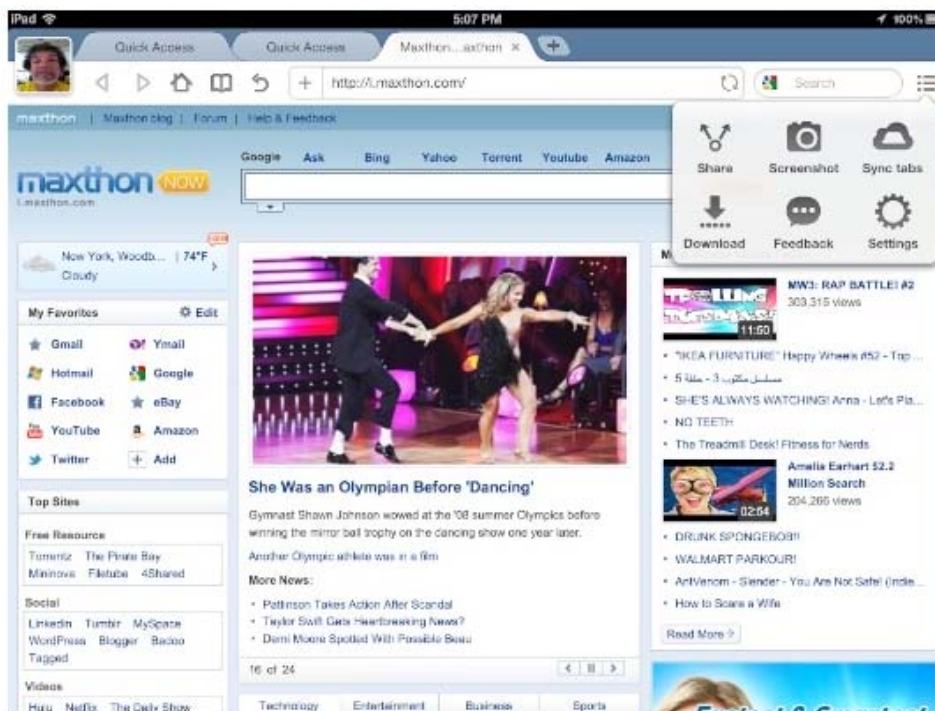 iPad 5:07 PM 100%
Quick Access Quick Access Maxthon...axthon × +
http://i.maxthon.com/ Search
maxthon | Maxthon blog | Forum | Help & Feedback
Share Screenshot Sync tabs
Download Feedback Settings
maxthon NOW
i.maxthon.com
Google Ask Bing Yahoo Torrent Youtube Amazon
New York, Woodb... | 74°F
Cloudy
My Favorites Edit
Gmail Ymail
Hotmail Google
Facebook eBay
YouTube Amazon
Twitter Add
Top Sites
Free Resource
Torrentz The Pirate Bay
Mininova Filetube 4Shared
Social
Linkedin Tumblr MySpace
WordPress Blogger Badoo
Tagged
Videos
Hulu Netflix The Daily Show
She Was an Olympian Before 'Dancing'
Gymnast Shawn Johnson wowed at the '08 summer Olympics before
winning the mirror ball trophy on the dancing show one year later.
Another Olympic athlete was in a film
More News:
Pattinson Takes Action After Scandal
Taylor Swift Gets Heartbreaking News?
Demi Moore Spotted With Possible Beau
16 of 24
Technology Entertainment Business Sports
MW3: RAP BATTLE! #2
303,315 views
11:50
"IKEA FURNITURE" Happy Wheels #52 - Top ...
مسلسل مكتوب 3 - حلقة 5
SHE'S ALWAYS WATCHING! Anna - Let's Pla...
NO TEETH
The Treadmill Desk! Fitness for Nerds
Amelia Earhart $2.2
Million Search
204,266 views
02:54
DRUNK SPONGEBOB!!
WALMART PARKOUR!
AntVenom - Slender - You Are Not Safe! (Indie...
How to Scare a Wife
Read More